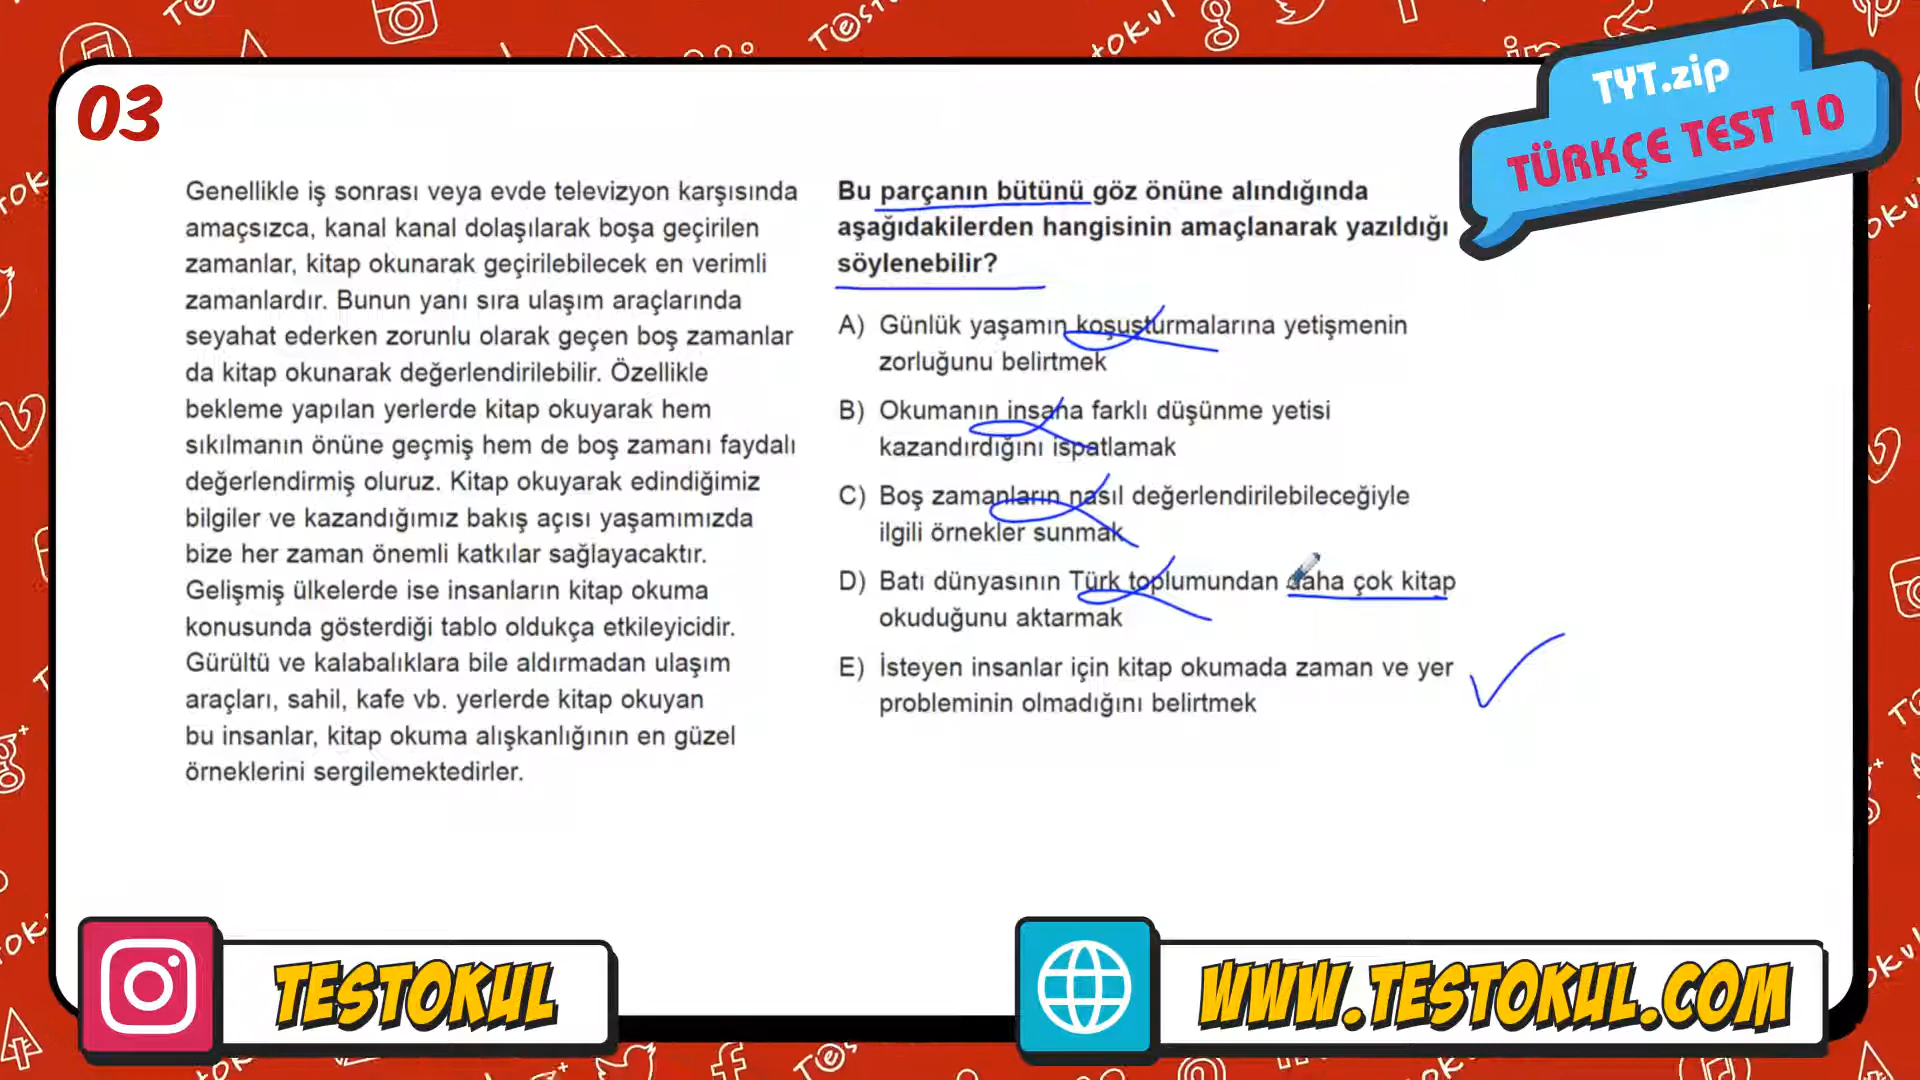 03
TYT.zip
TÜRKÇE TEST 10
Genellikle iş sonrası veya evde televizyon karşısında
amaçsızca, kanal kanal dolaşılarak boşa geçirilen
zamanlar, kitap okunarak geçirilebilecek en verimli
zamanlardır. Bunun yanı sıra ulaşım araçlarında
seyahat ederken zorunlu olarak geçen boş zamanlar
da kitap okunarak değerlendirilebilir. Özellikle
bekleme yapılan yerlerde kitap okuyarak hem
sıkılmanın önüne geçmiş hem de boş zamanı faydalı
değerlendirmiş oluruz. Kitap okuyarak edindiğimiz
bilgiler ve kazandığımız bakış açısı yaşamımızda
bize her zaman önemli katkılar sağlayacaktır.
Gelişmiş ülkelerde ise insanların kitap okuma
konusunda gösterdiği tablo oldukça etkileyicidir.
Gürültü ve kalabalıklara bile aldırmadan ulaşım
araçları, sahil, kafe vb. yerlerde kitap okuyan
bu insanlar, kitap okuma alışkanlığının en güzel
örneklerini sergilemektedirler.
Bu parçanın bütünü göz önüne alındığında
aşağıdakilerden hangisinin amaçlanarak yazıldığı
söylenebilir?
A) Günlük yaşamın koşuşturmalarına yetişmenin
zorluğunu belirtmek
B) Okumanın insana farklı düşünme yetisi
kazandırdığını ispatlamak
C) Boş zamanların nasıl değerlendirilebileceğiyle
ilgili örnekler sunmak
D) Batı dünyasının Türk toplumundan daha çok kitap
okuduğunu aktarmak
E) İsteyen insanlar için kitap okumada zaman ve yer
probleminin olmadığını belirtmek
TESTOKUL
WWW.TESTOKUL.COM